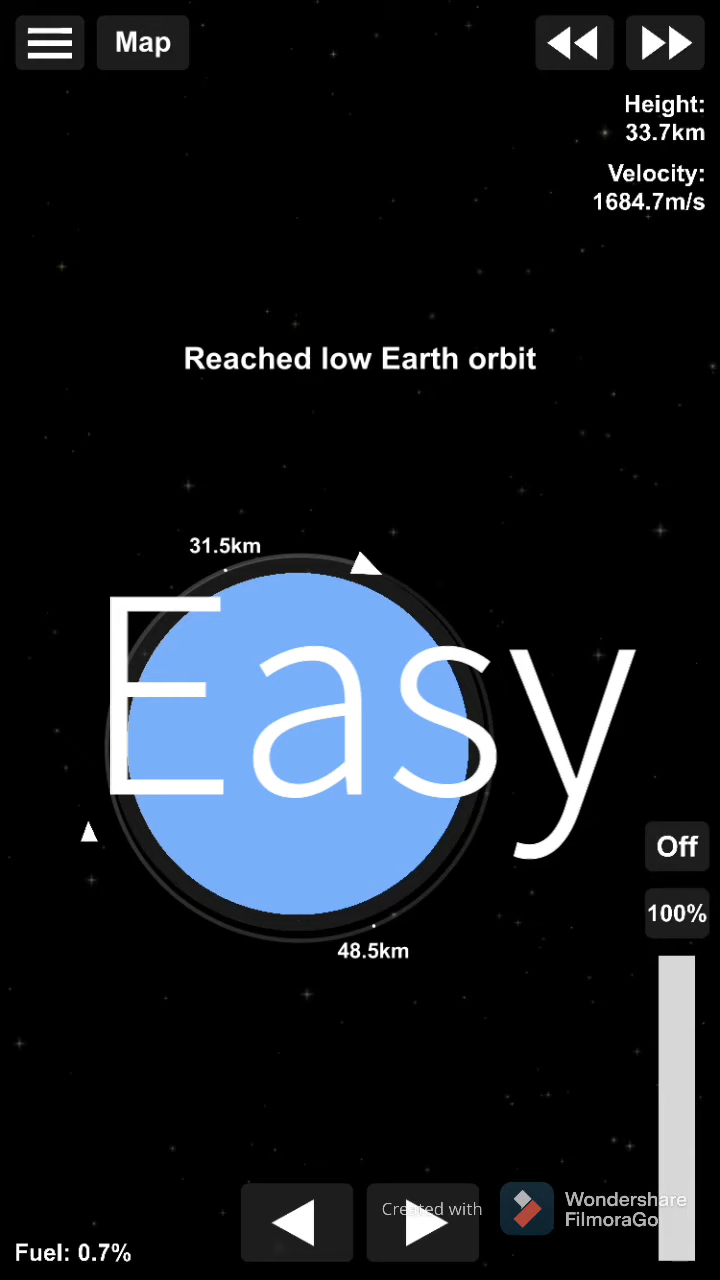 Map
Height:
33.7km
Velocity:
1684.7m/s
Reached low Earth orbit
31.5km
Easy
Off
100%
48.5km
Created with
Wondershare
FilmoraGo
Fuel: 0.7%